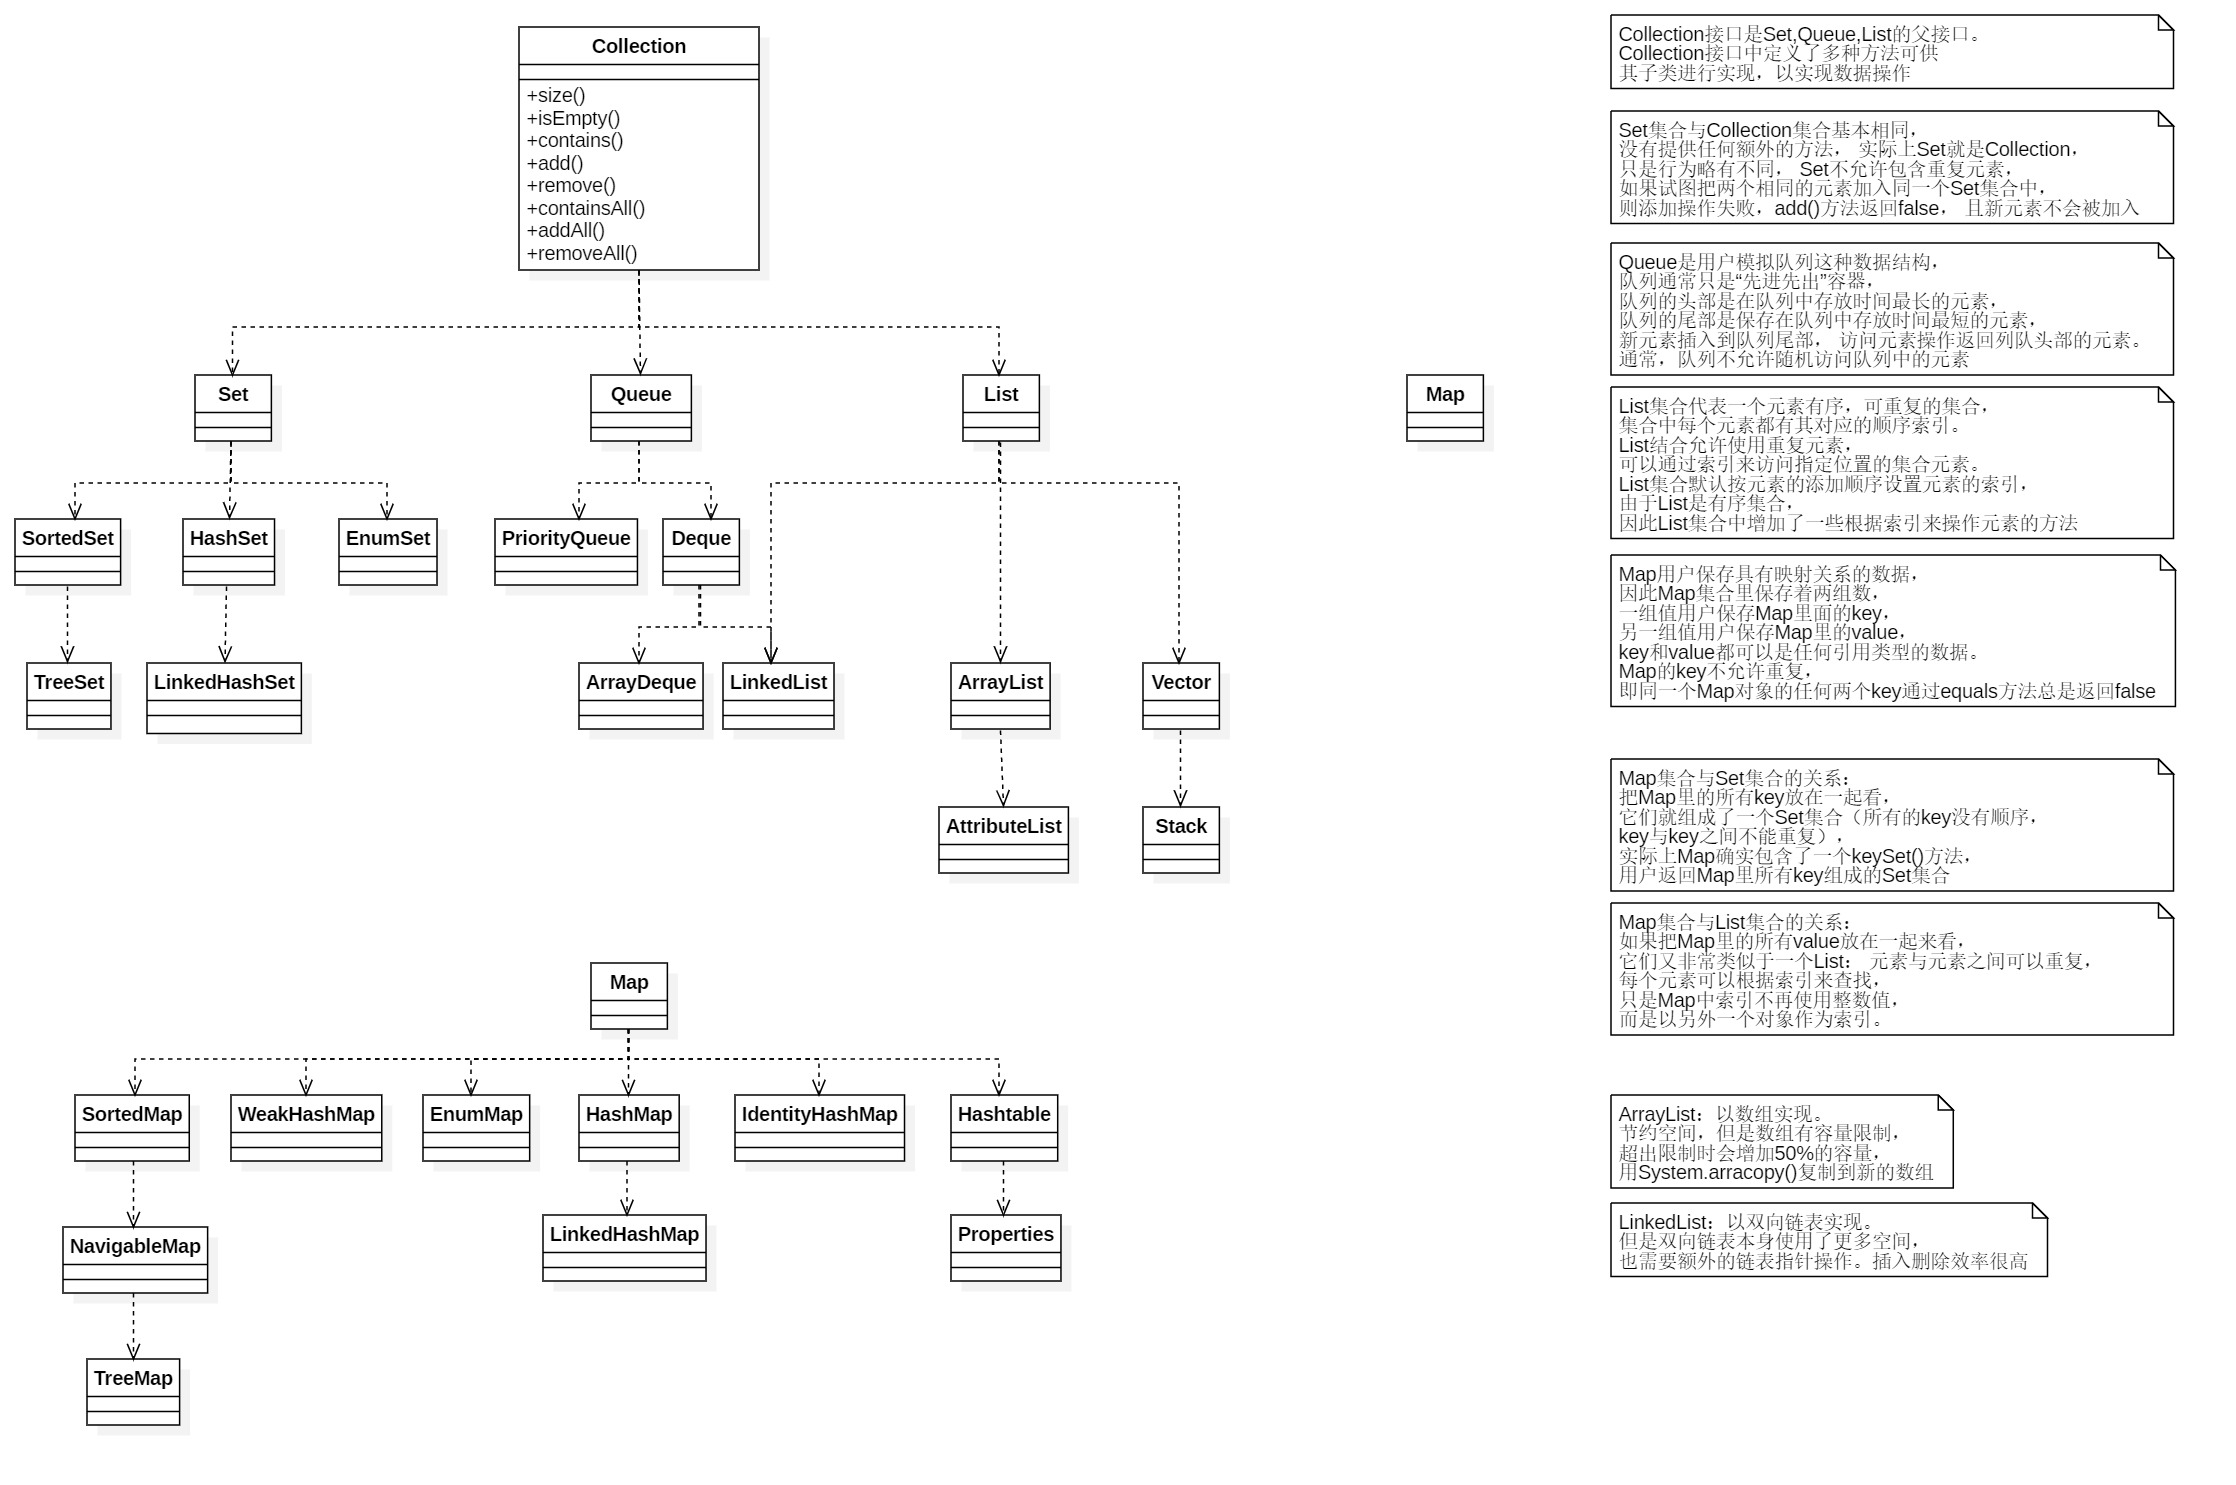 Collection
+size()
+isEmpty()
+contains()
+add()
+remove()
+containsAll()
+addAll()
+removeAll()
Set
Queue
List
Map
SortedSet
HashSet
EnumSet
PriorityQueue
Deque
TreeSet
LinkedHashSet
ArrayDeque
LinkedList
ArrayList
Vector
AttributeList
Stack
Map
SortedMap
WeakHashMap
EnumMap
HashMap
IdentityHashMap
Hashtable
NavigableMap
LinkedHashMap
Properties
TreeMap
Collection接口是Set,Queue,List的父接口。
Collection接口中定义了多种方法可供
其子类进行实现，以实现数据操作
Set集合与Collection集合基本相同，
没有提供任何额外的方法， 实际上Set就是Collection，
只是行为略有不同， Set不允许包含重复元素，
如果试图把两个相同的元素加入同一个Set集合中，
则添加操作失败，add()方法返回false， 且新元素不会被加入
Queue是用户模拟队列这种数据结构，
队列通常只是“先进先出”容器，
队列的头部是在队列中存放时间最长的元素，
队列的尾部是保存在队列中存放时间最短的元素，
新元素插入到队列尾部， 访问元素操作返回列队头部的元素。
通常，队列不允许随机访问队列中的元素
List集合代表一个元素有序，可重复的集合，
集合中每个元素都有其对应的顺序索引。
List结合允许使用重复元素，
可以通过索引来访问指定位置的集合元素。
List集合默认按元素的添加顺序设置元素的索引，
由于List是有序集合，
因此List集合中增加了一些根据索引来操作元素的方法
Map用户保存具有映射关系的数据，
因此Map集合里保存着两组数，
一组值用户保存Map里面的key，
另一组值用户保存Map里的value，
key和value都可以是任何引用类型的数据。
Map的key不允许重复，
即同一个Map对象的任何两个key通过equals方法总是返回false
Map集合与Set集合的关系：
把Map里的所有key放在一起看，
它们就组成了一个Set集合（所有的key没有顺序，
key与key之间不能重复），
实际上Map确实包含了一个keySet()方法，
用户返回Map里所有key组成的Set集合
Map集合与List集合的关系：
如果把Map里的所有value放在一起来看，
它们又非常类似于一个List： 元素与元素之间可以重复，
每个元素可以根据索引来查找，
只是Map中索引不再使用整数值，
而是以另外一个对象作为索引。
ArrayList：以数组实现。
节约空间，但是数组有容量限制，
超出限制时会增加50%的容量，
用System.arracopy()复制到新的数组
LinkedList：以双向链表实现。
但是双向链表本身使用了更多空间，
也需要额外的链表指针操作。插入删除效率很高